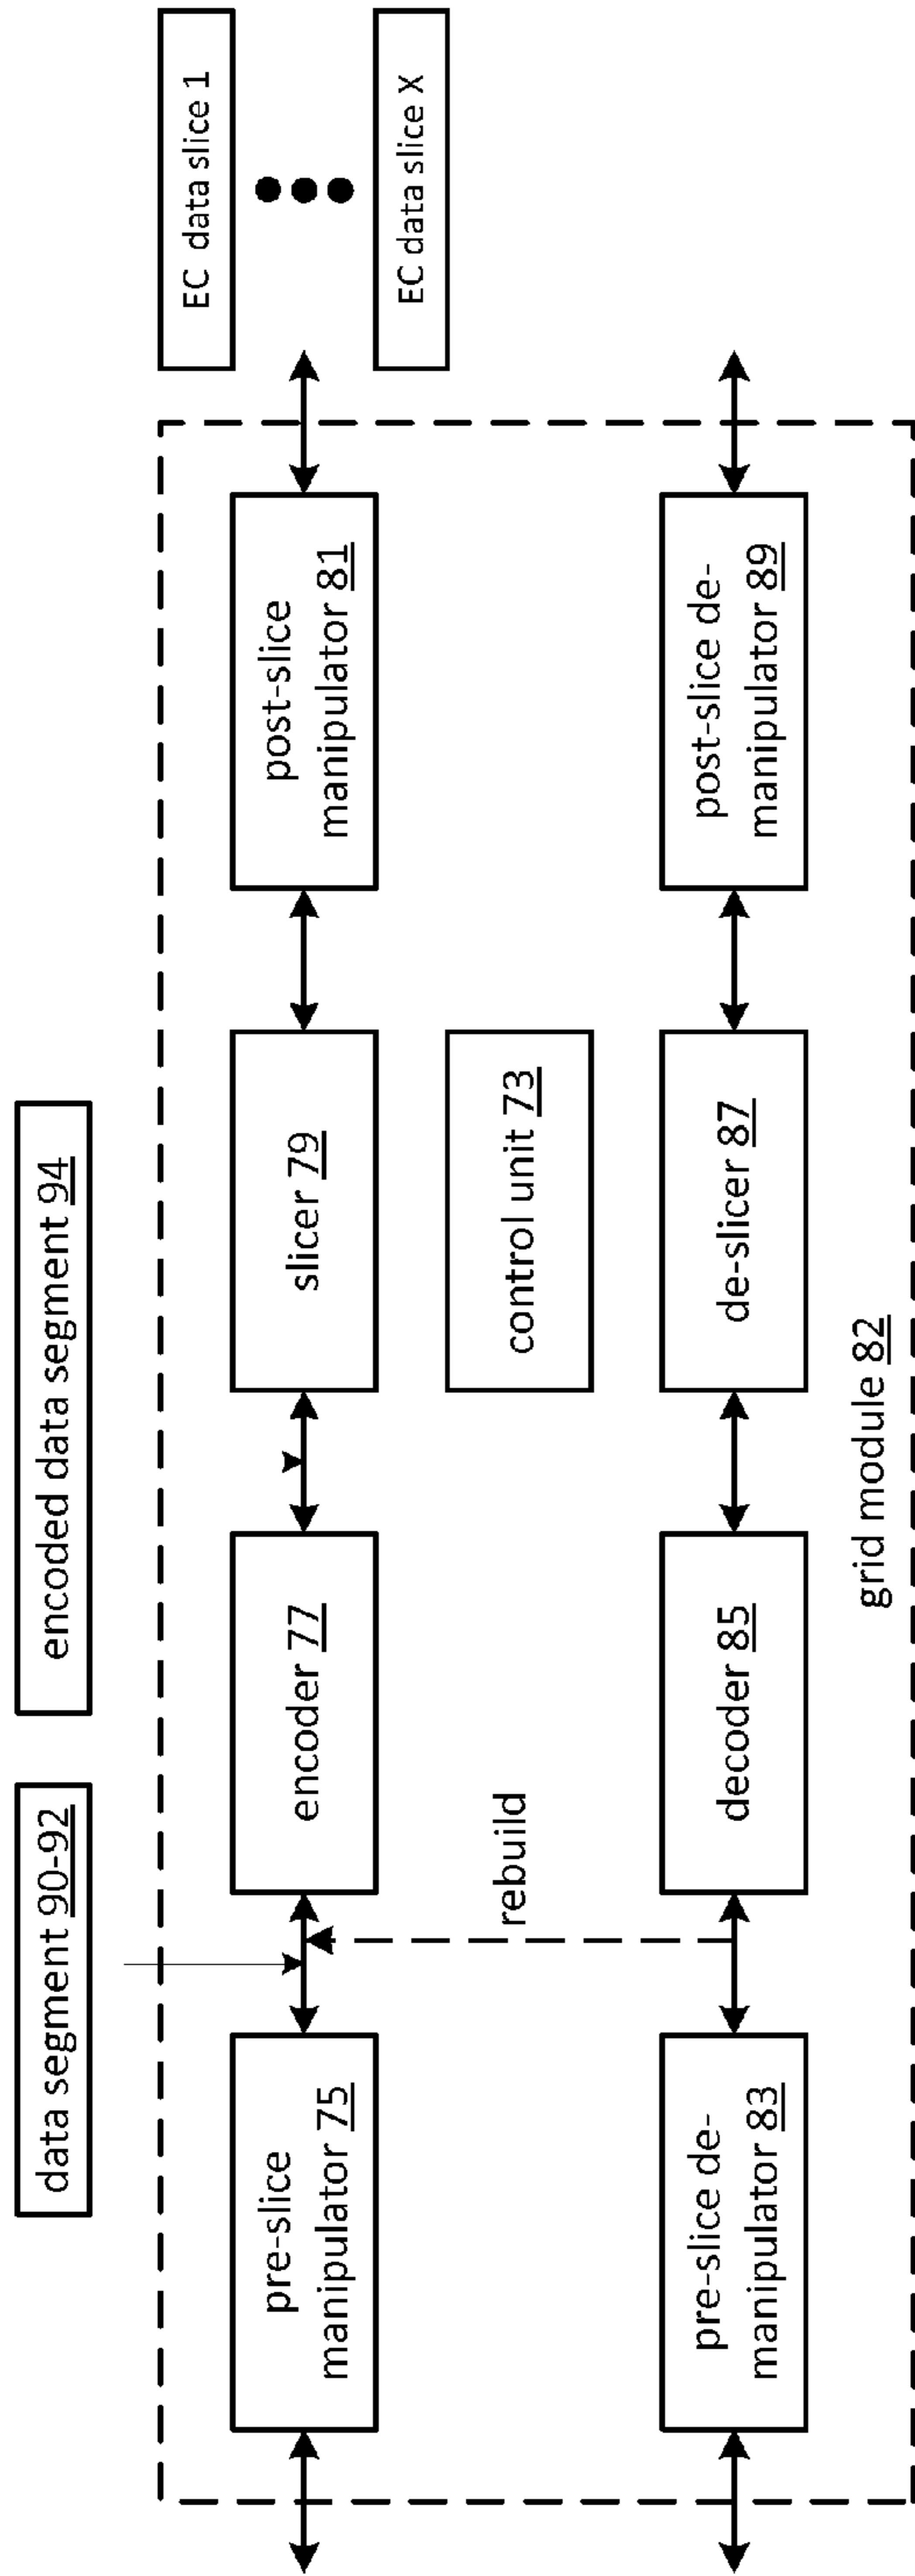 data segment 90-92
encoded data segment 94
EC data slice 1
EC data slice X
pre-slice
manipulator 75
encoder 77
slicer 79
post-slice
manipulator 81
rebuild
control unit 73
pre-slice de-
manipulator 83
decoder 85
de-slicer 87
post-slice de-
manipulator 89
grid module 82